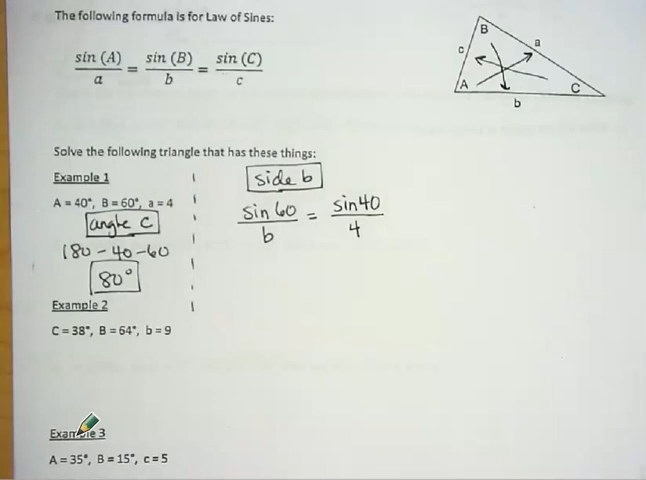 The following formula is for Law of Sines:
sin (A)/a = sin (B)/b = sin (C)/c
B
c
a
A
C
b
Solve the following triangle that has these things:
Example 1
A = 40°, B = 60°, a = 4
angle C
180 - 40 - 60
80°
side b
sin 60/b = sin 40/4
Example 2
C = 38°, B = 64°, b = 9
Example 3
A = 35°, B = 15°, c = 5